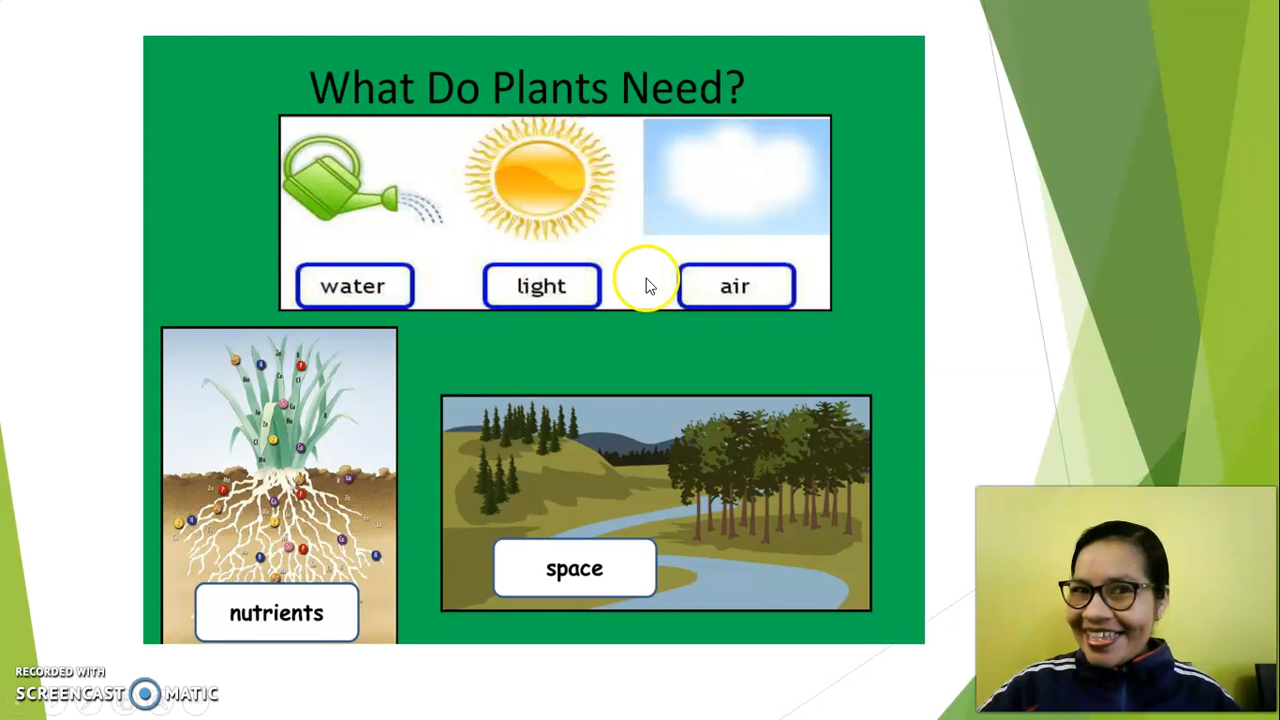 What Do Plants Need?
water
light
air
nutrients
space
RECORDED WITH
SCREENCAST MATIC